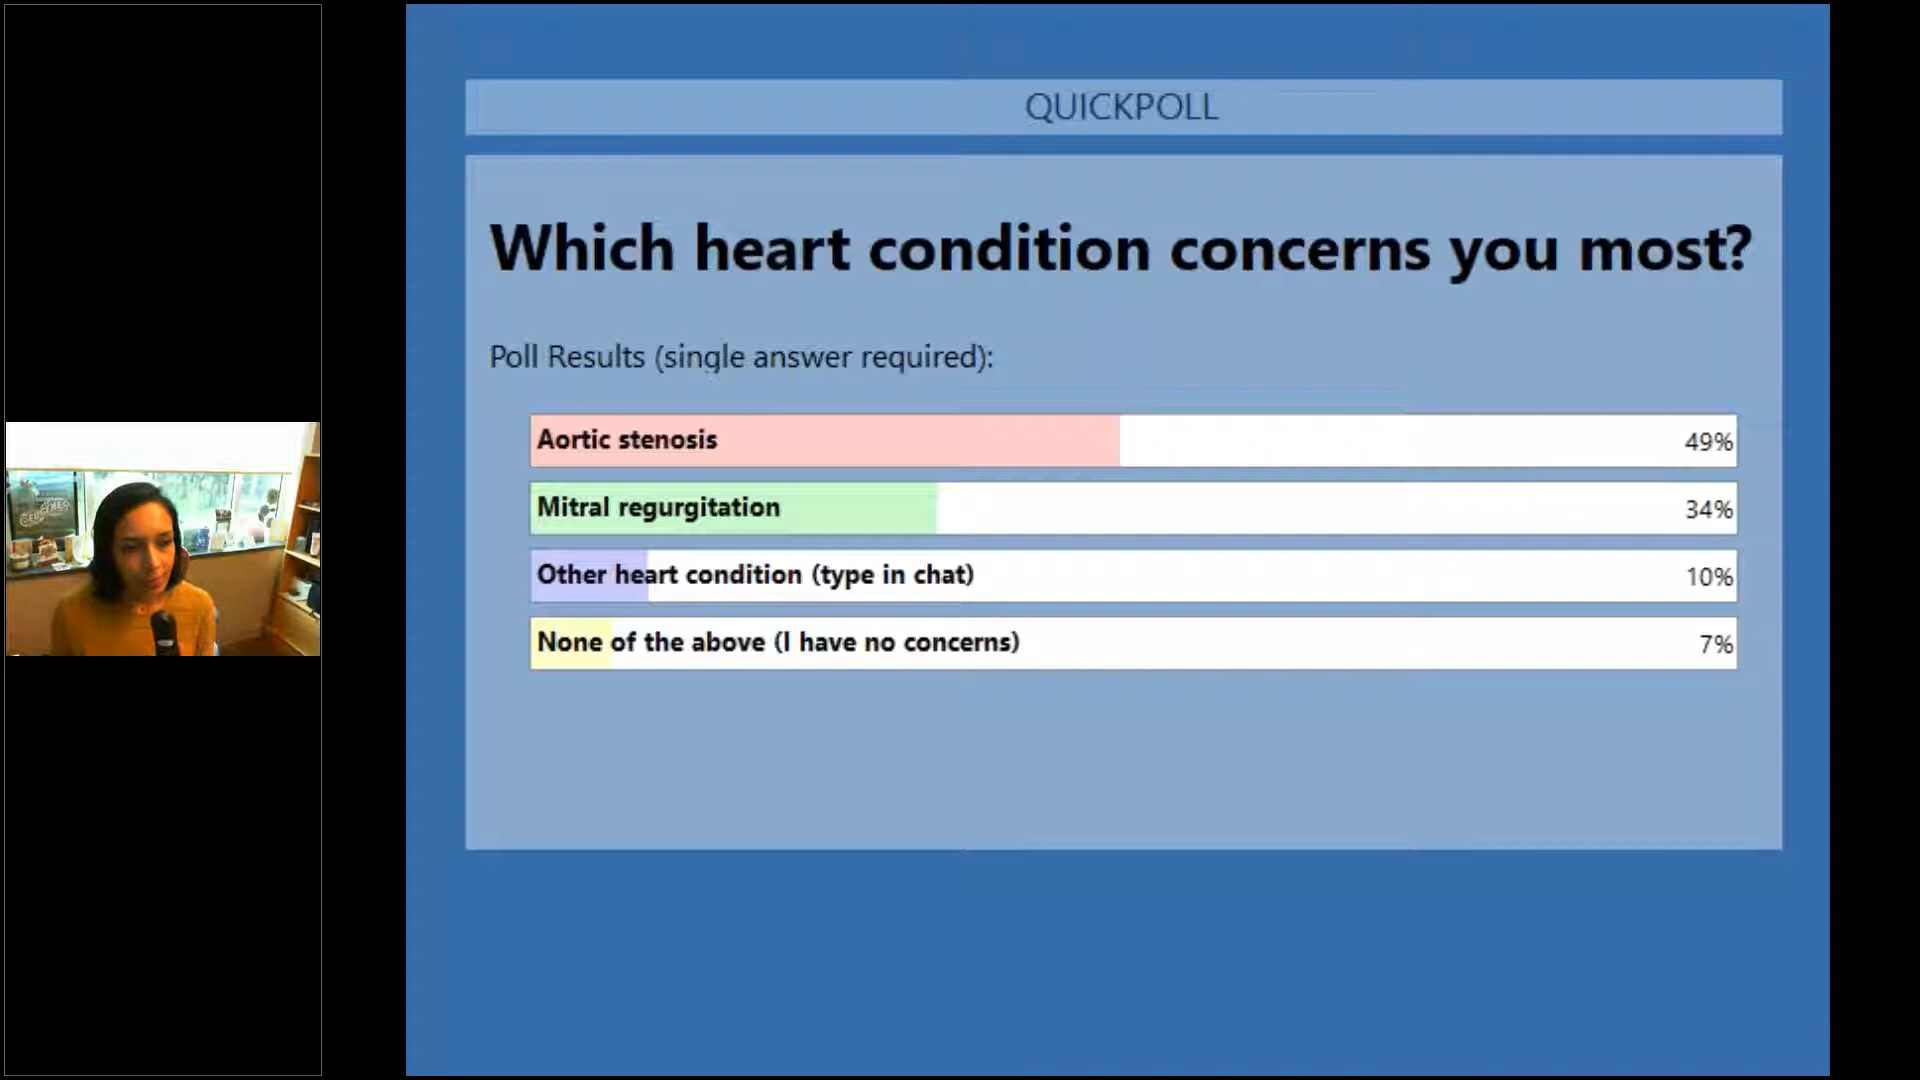 QUICKPOLL
Which heart condition concerns you most?
Poll Results (single answer required):
Aortic stenosis 49%
Mitral regurgitation 34%
Other heart condition (type in chat) 10%
None of the above (I have no concerns) 7%